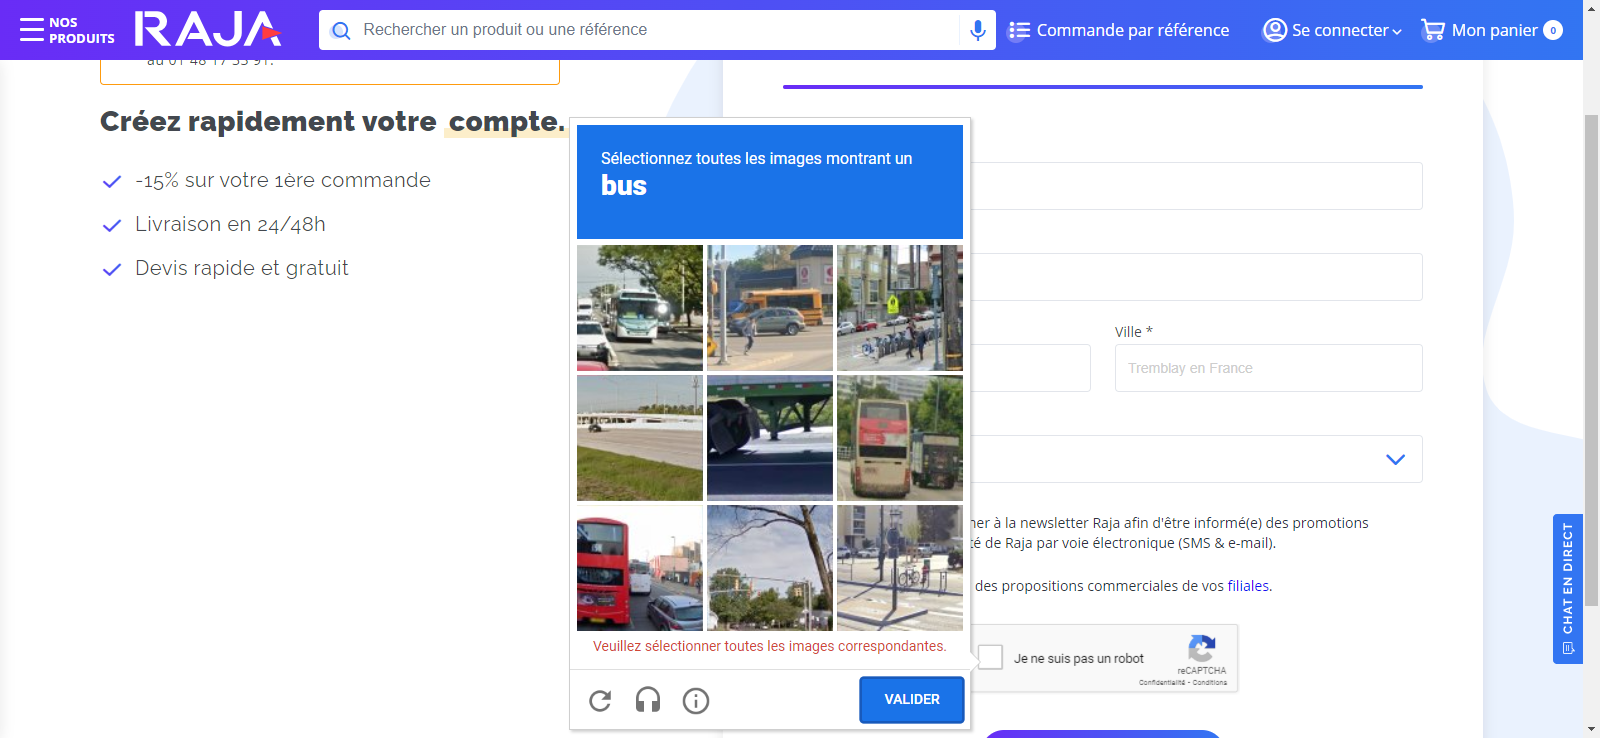 NOS
PRODUITS
RAJA
Rechercher un produit ou une référence
Commande par référence
Se connecter
Mon panier
0
au 01 48 17 33 91.
Créez rapidement votre compte.
-15% sur votre 1ère commande
Livraison en 24/48h
Devis rapide et gratuit
Sélectionnez toutes les images montrant un
bus
Veuillez sélectionner toutes les images correspondantes.
VALIDER
Ville *
Tremblay en France
ner à la newsletter Raja afin d'être informé(e) des promotions
té de Raja par voie électronique (SMS & e-mail).
des propositions commerciales de vos filiales.
Je ne suis pas un robot
reCAPTCHA
Confidentialité - Conditions
CHAT EN DIRECT